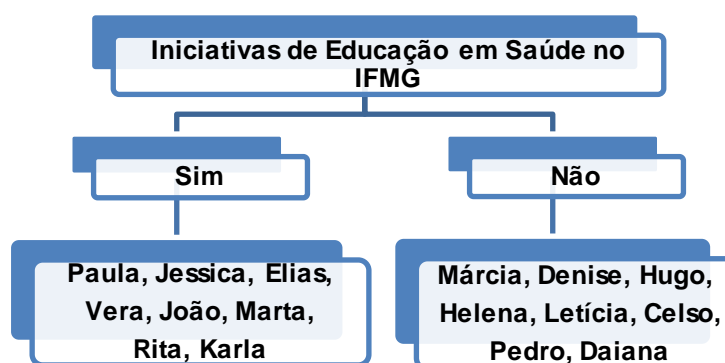 Iniciativas de Educação em Saúde no
IFMG
Sim
Não
Paula, Jessica, Elias,
Vera, João, Marta,
Rita, Karla
Márcia, Denise, Hugo,
Helena, Letícia, Celso,
Pedro, Daiana